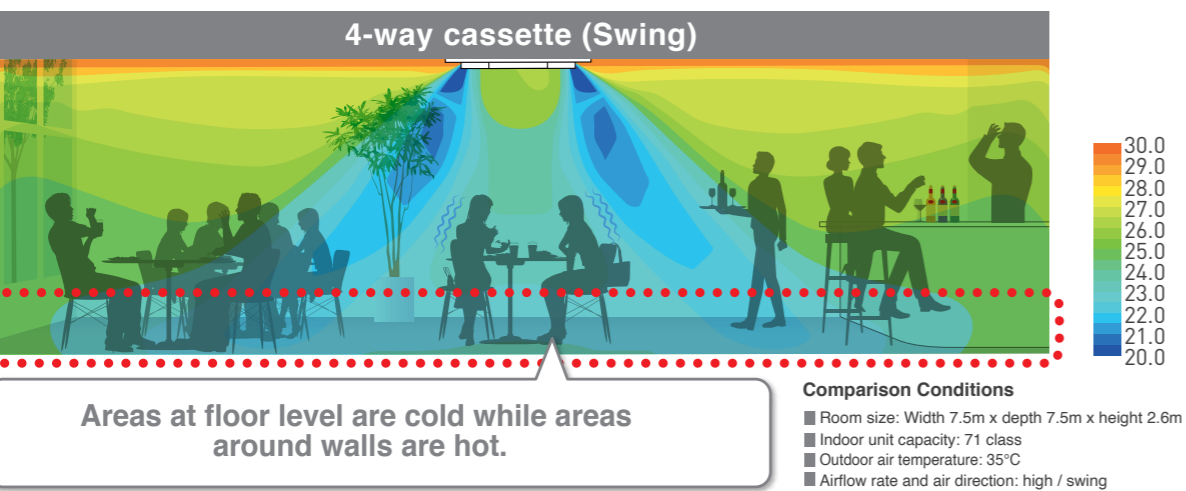 4-way cassette (Swing)
30.0
29.0
28.0
27.0
26.0
25.0
24.0
23.0
22.0
21.0
20.0
Areas at floor level are cold while areas
around walls are hot.
Comparison Conditions
Room size: Width 7.5m x depth 7.5m x height 2.6m
Indoor unit capacity: 71 class
Outdoor air temperature: 35°C
Airflow rate and air direction: high / swing